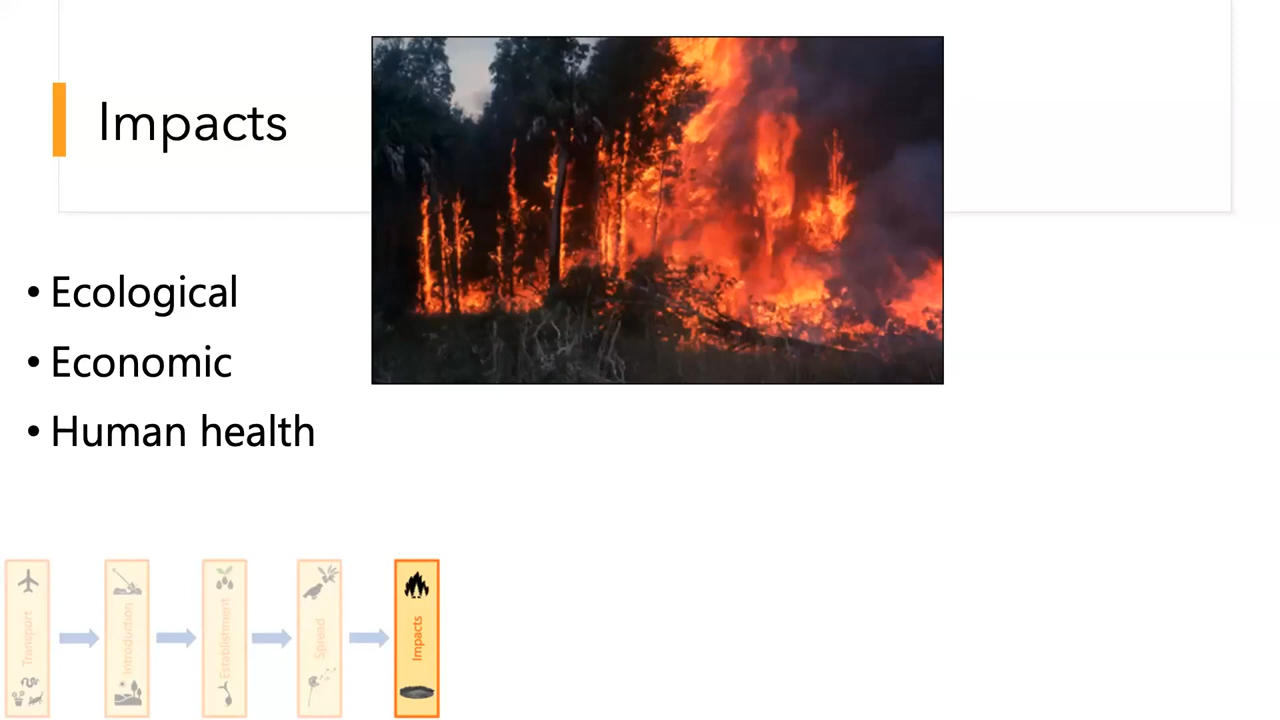 Impacts
• Ecological
• Economic
• Human health
Transport
Introduction
Establishment
Spread
Impacts